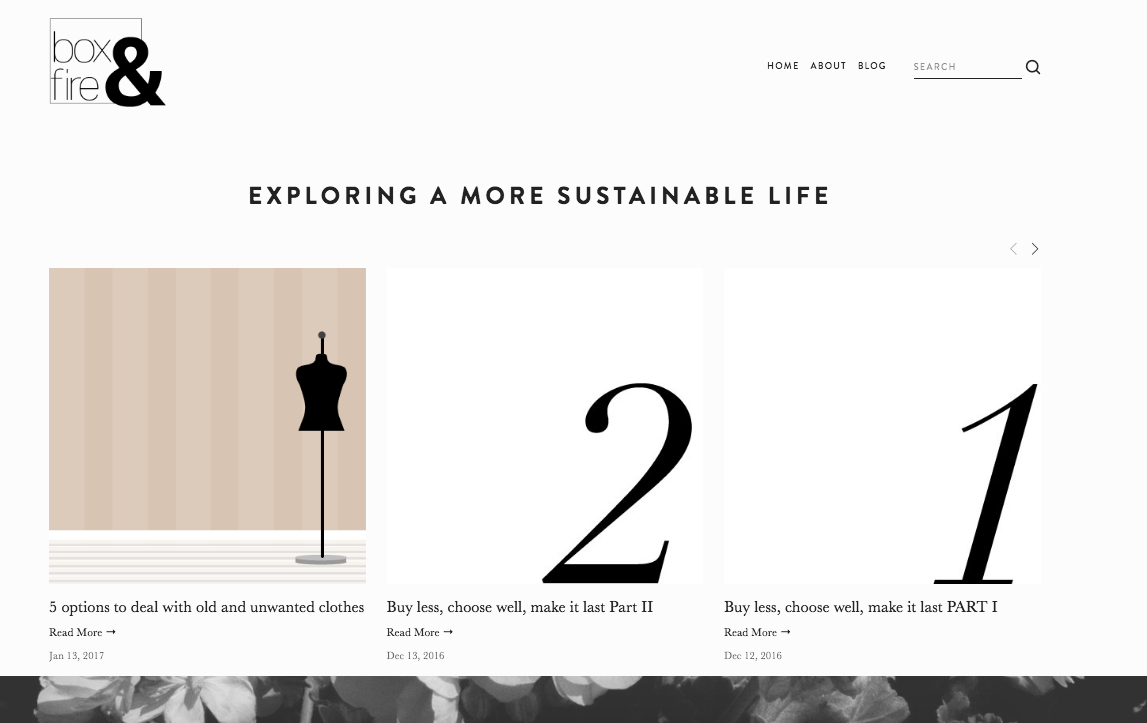 box &
fire
HOME ABOUT BLOG SEARCH
EXPLORING A MORE SUSTAINABLE LIFE
2
1
5 options to deal with old and unwanted clothes
Read More →
Jan 13, 2017
Buy less, choose well, make it last Part II
Read More →
Dec 13, 2016
Buy less, choose well, make it last PART I
Read More →
Dec 12, 2016